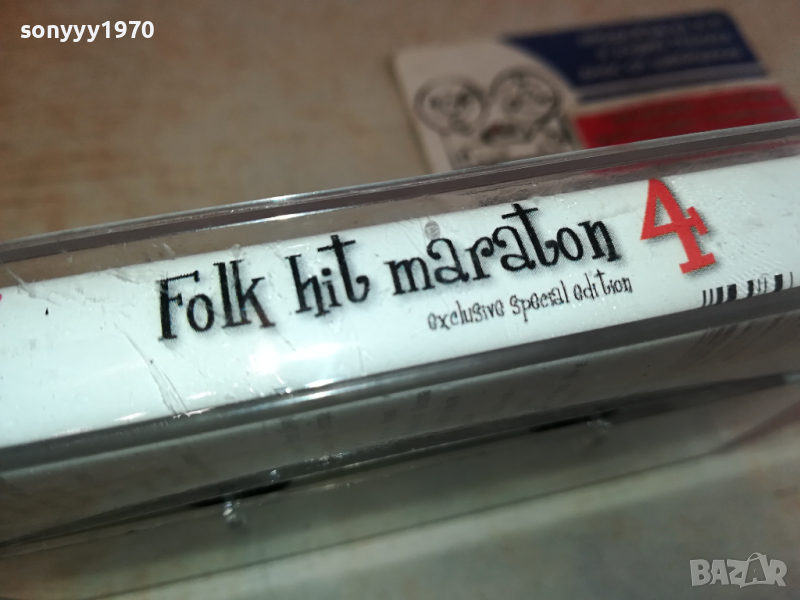 sonyyy1970
Folk hit maraton 4
exclusive special edition
BAZAR